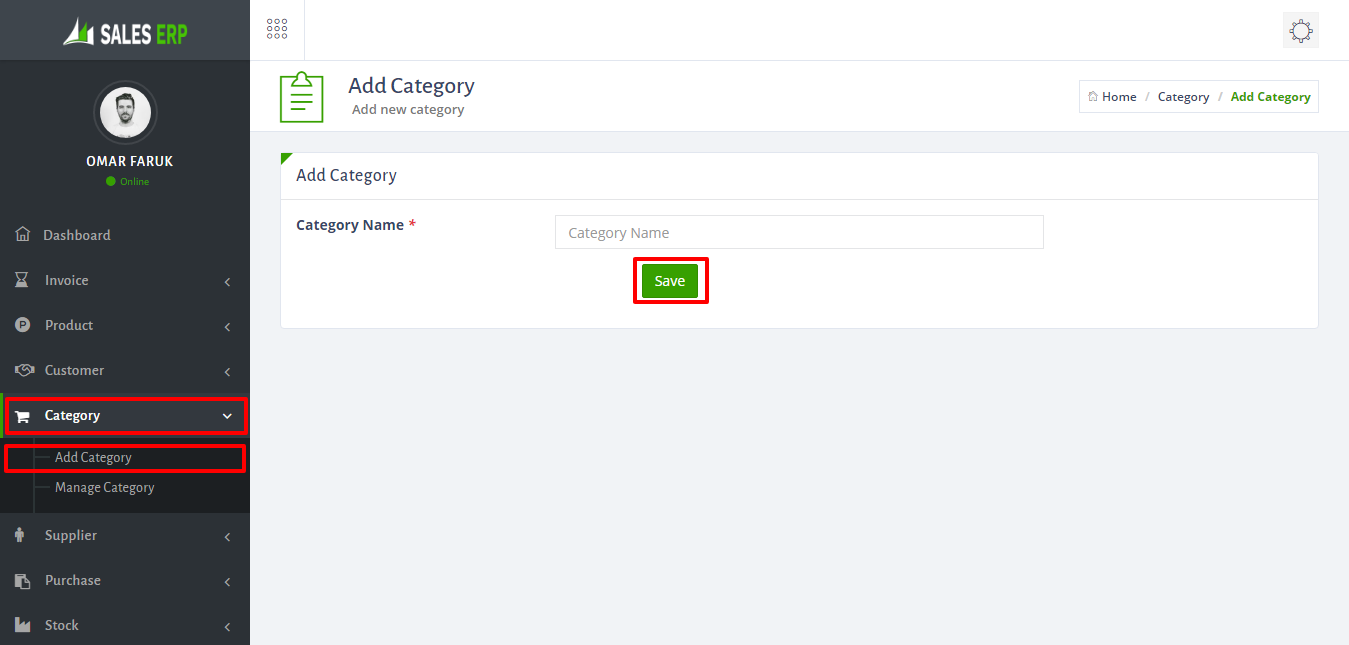 SALES ERP
OMAR FARUK
Online
Dashboard
Invoice
Product
Customer
Category
Add Category
Manage Category
Supplier
Purchase
Stock
Add Category
Add new category
Home / Category / Add Category
Add Category
Category Name *
Category Name
Save